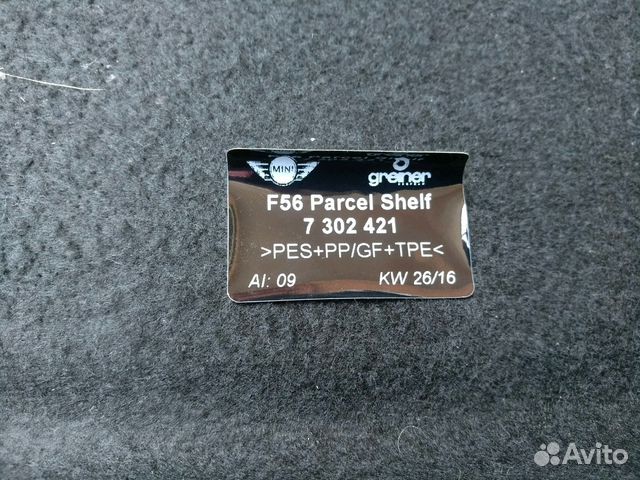 MINI
greiner
F56 Parcel Shelf
7 302 421
>PES+PP/GF+TPE<
AI: 09 KW 26/16
Avito